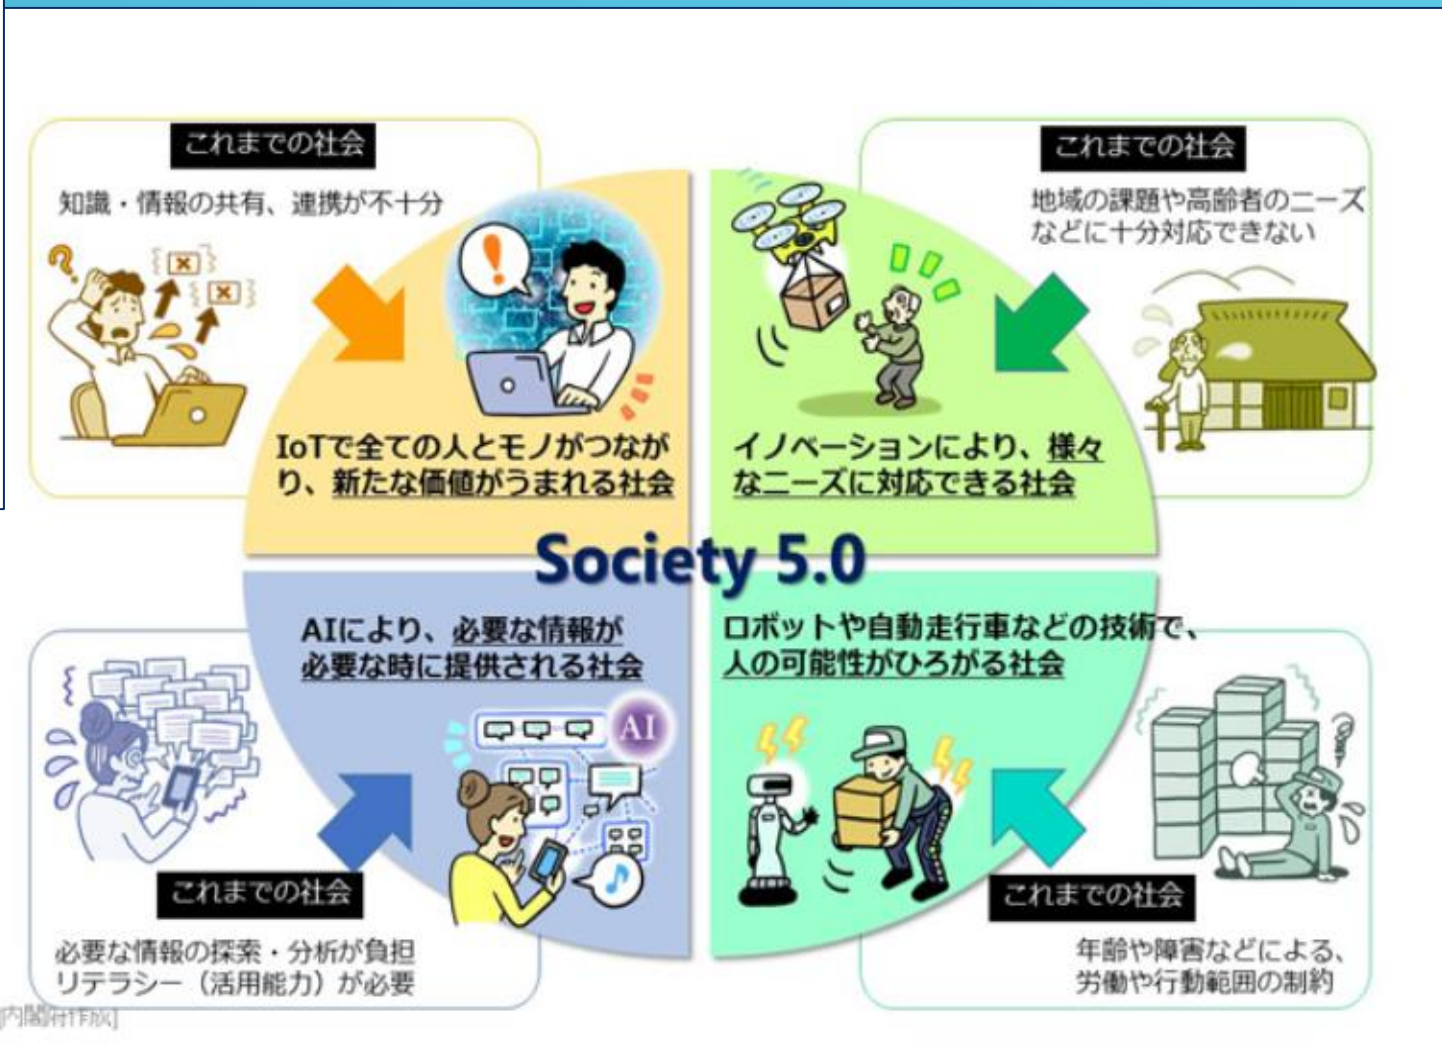 これまでの社会
知識・情報の共有、連携が不十分
IoTで全ての人とモノがつなが
り、新たな価値がうまれる社会
これまでの社会
地域の課題や高齢者のニーズ
などに十分対応できない
イノベーションにより、様々
なニーズに対応できる社会
Society 5.0
AIにより、必要な情報が
必要な時に提供される社会
AI
これまでの社会
必要な情報の探索・分析が負担
リテラシー（活用能力）が必要
ロボットや自動走行車などの技術で、
人の可能性がひろがる社会
これまでの社会
年齢や障害などによる、
労働や行動範囲の制約
内閣府作成]